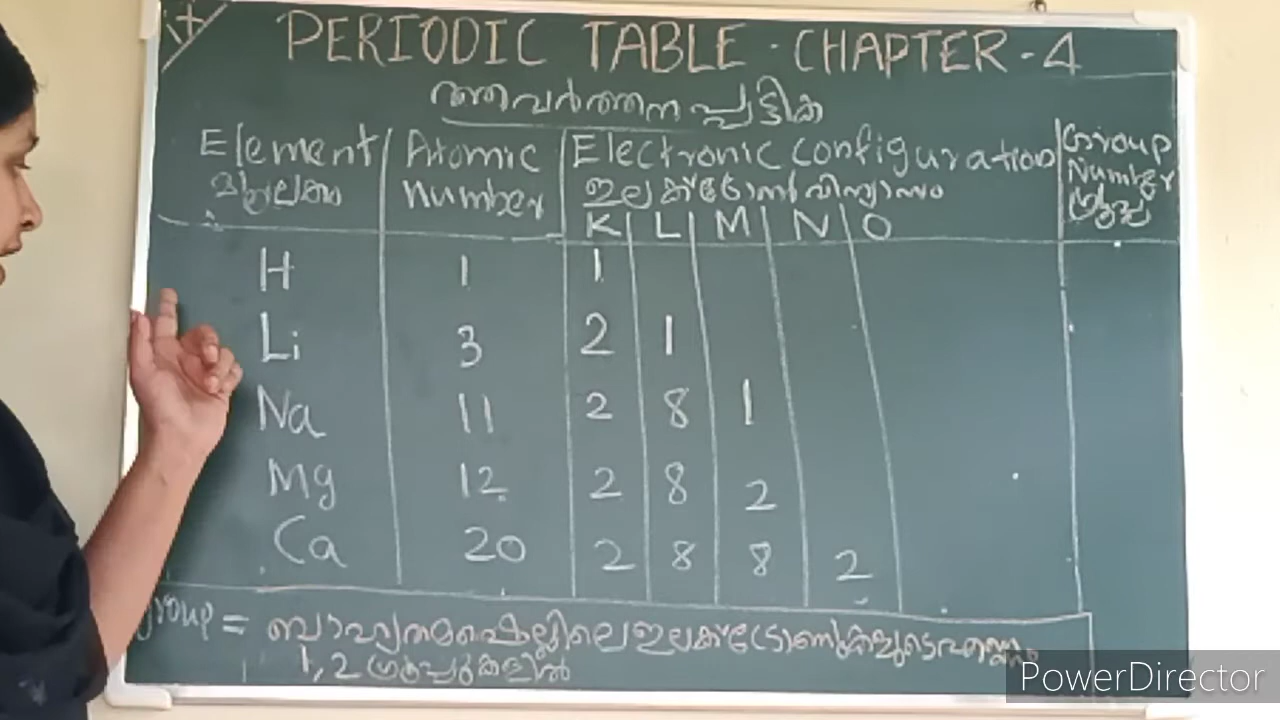 it
PERIODIC TABLE - CHAPTER - 4
ആവർത്തന പ്പട്ടിക
Element Atomic Electronic configuration Group
മൂലകം Number ഇലക്ട്രോൺ വിന്യാസം Number
K L M N O ഗ്രൂപ്പ്
H 1 1
Li 3 2 1
Na 11 2 8 1
Mg 12 2 8 2
Ca 20 2 8 8 2
group = ബാഹ്യതമഷെല്ലിലെ ഇലക്ട്രോണുകളുടെ എണ്ണം
1, 2 ഗ്രൂപ്പുകളിൽ
PowerDirector